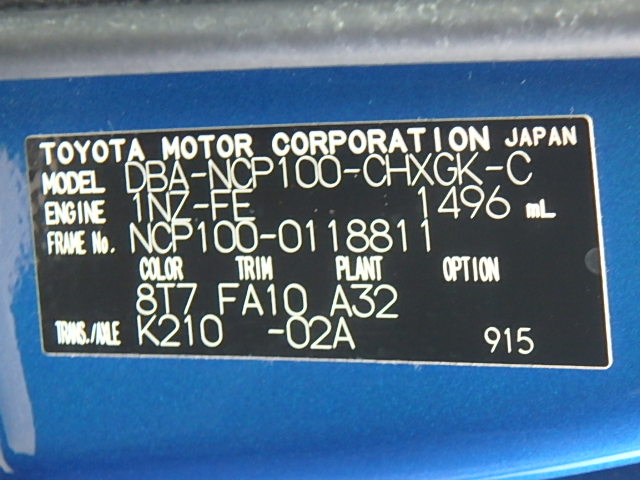 TOYOTA MOTOR CORPORATION JAPAN
MODEL DBA-NCP100-CHXGK-C
ENGINE 1NZ-FE 1496 mL
FRAME No. NCP100-0118811
COLOR TRIM PLANT OPTION
8T7 FA10 A32
TRANS./AXLE K210 -02A 915